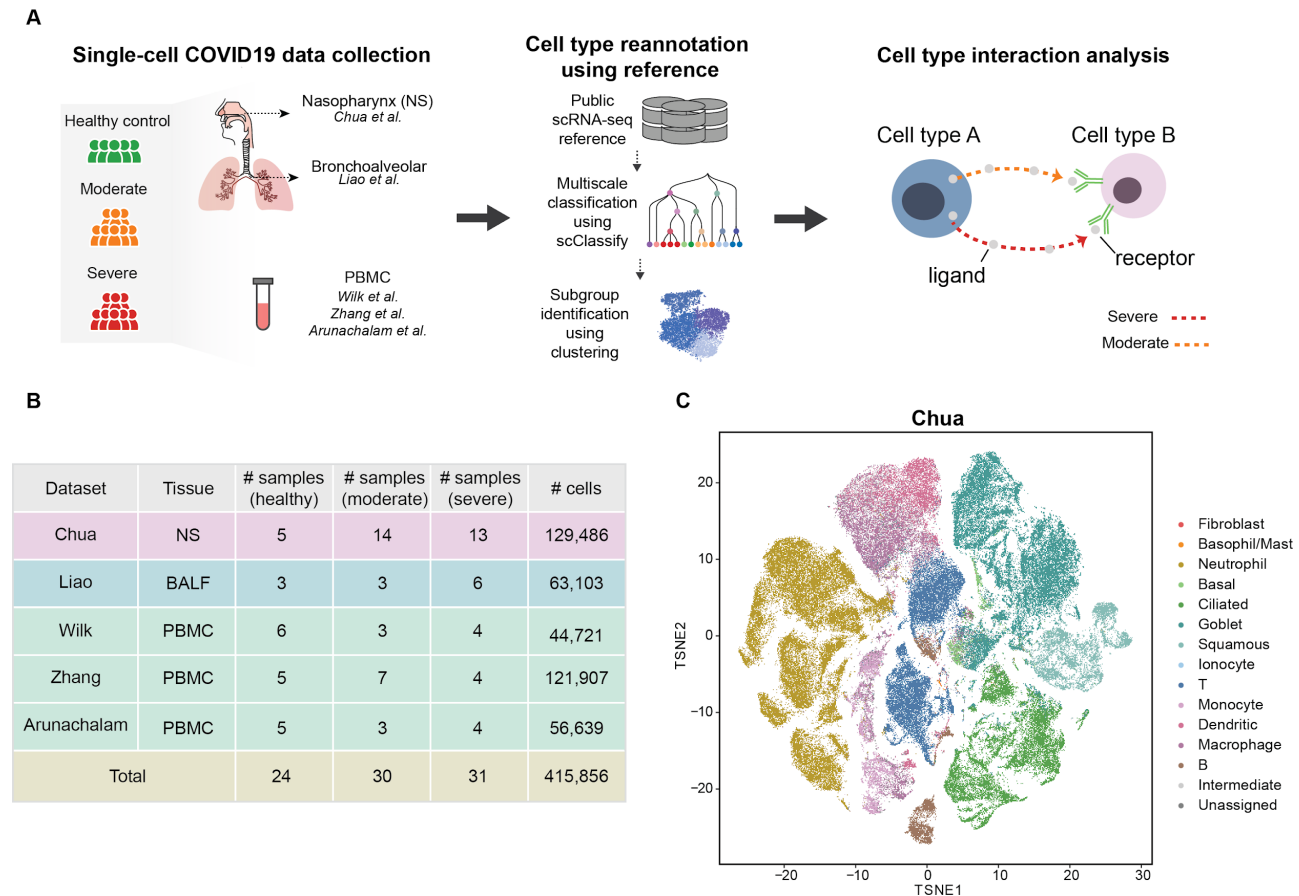 A
Single-cell COVID19 data collection
Healthy control
Moderate
Severe
Nasopharynx (NS)
Chua et al.
Bronchoalveolar
Liao et al.
PBMC
Wilk et al.
Zhang et al.
Arunachalam et al.
Cell type reannotation
using reference
Public
scRNA-seq
reference
Multiscale
classification
using
scClassify
Subgroup
identification
using
clustering
Cell type interaction analysis
Cell type A
Cell type B
ligand
receptor
Severe
Moderate
B
Dataset Tissue # samples (healthy) # samples (moderate) # samples (severe) # cells
Chua NS 5 14 13 129,486
Liao BALF 3 3 6 63,103
Wilk PBMC 6 3 4 44,721
Zhang PBMC 5 7 4 121,907
Arunachalam PBMC 5 3 4 56,639
Total 24 30 31 415,856
C
Chua
TSNE2
20
10
0
−10
−20
−20 −10 0 10 20 30
TSNE1
Fibroblast
Basophil/Mast
Neutrophil
Basal
Ciliated
Goblet
Squamous
Ionocyte
T
Monocyte
Dendritic
Macrophage
B
Intermediate
Unassigned